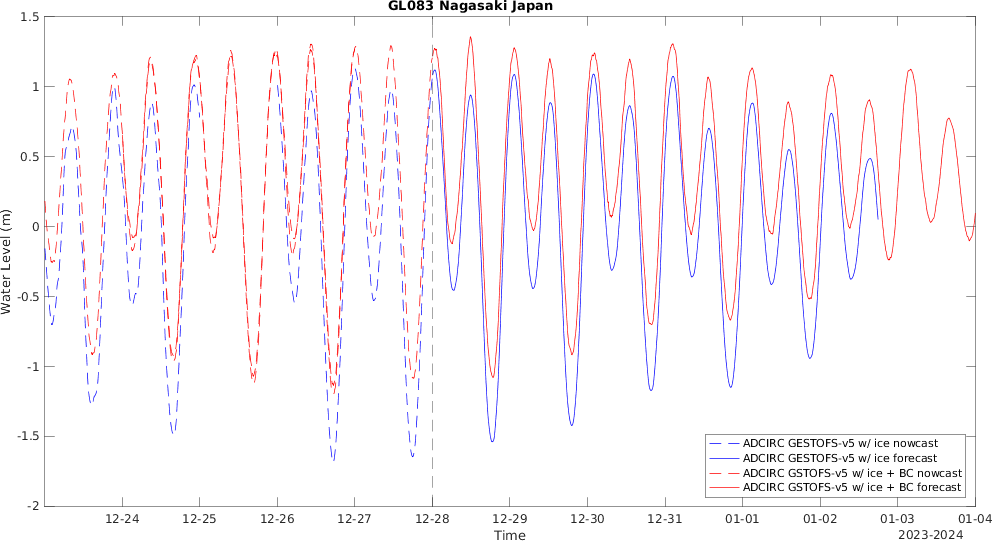 GL083 Nagasaki Japan
Water Level (m)
1.5
1
0.5
0
-0.5
-1
-1.5
-2
12-24 12-25 12-26 12-27 12-28 12-29 12-30 12-31 01-01 01-02 01-03 01-04
Time
2023-2024
ADCIRC GESTOFS-v5 w/ ice nowcast
ADCIRC GESTOFS-v5 w/ ice forecast
ADCIRC GSTOFS-v5 w/ ice + BC nowcast
ADCIRC GSTOFS-v5 w/ ice + BC forecast